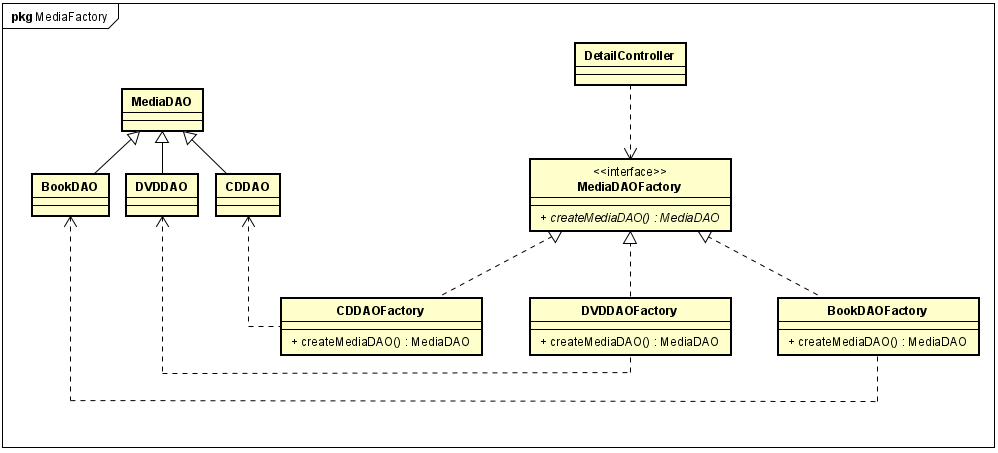 pkg MediaFactory
DetailController
MediaDAO
<<interface>>
MediaDAOFactory
+ createMediaDAO() : MediaDAO
BookDAO
DVDDAO
CDDAO
CDDAOFactory
+ createMediaDAO() : MediaDAO
DVDDAOFactory
+ createMediaDAO() : MediaDAO
BookDAOFactory
+ createMediaDAO() : MediaDAO